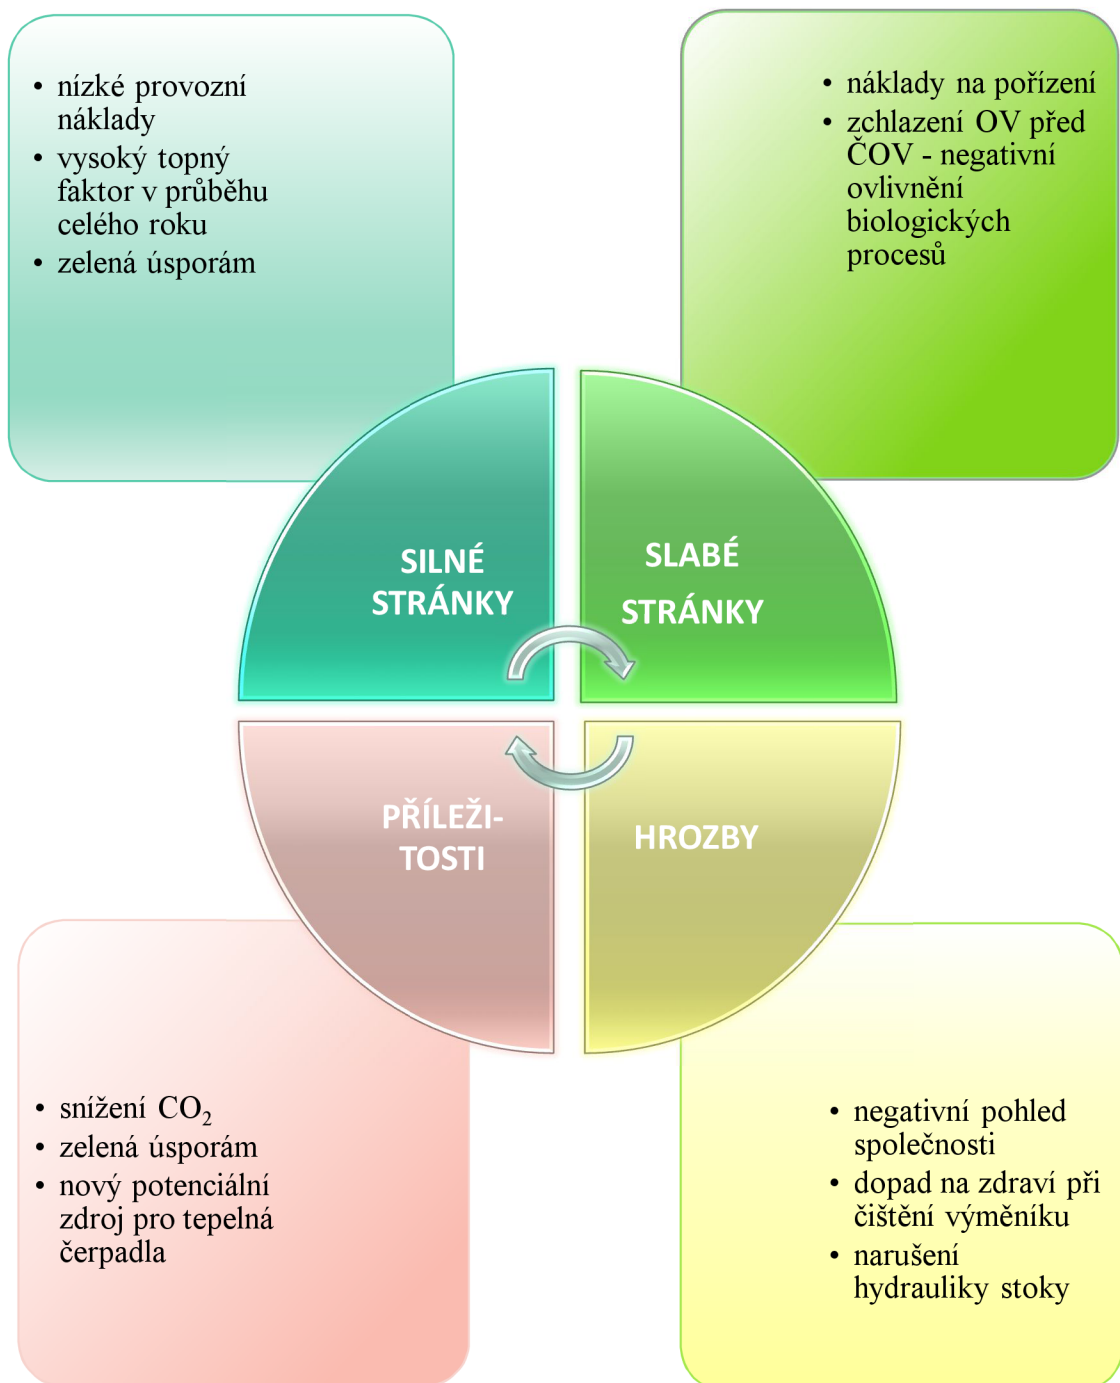 • nízké provozní
náklady
• vysoký topný
faktor v průběhu
celého roku
• zelená úsporám
• náklady na pořízení
• zchlazení OV před
ČOV - negativní
ovlivnění
biologických
procesů
SILNÉ
STRÁNKY
SLABÉ
STRÁNKY
PŘÍLEŽI-
TOSTI
HROZBY
• snížení CO₂
• zelená úsporám
• nový potenciální
zdroj pro tepelná
čerpadla
• negativní pohled
společnosti
• dopad na zdraví při
čištění výměníku
• narušení
hydrauliky stoky